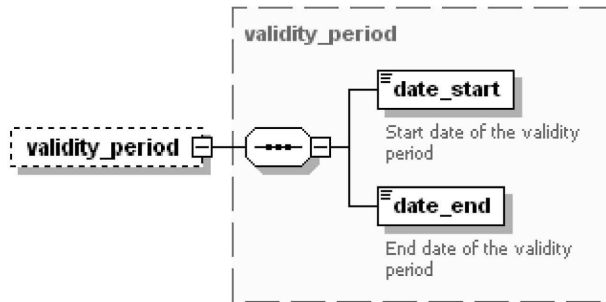 validity_period
date_start
Start date of the validity
period
validity_period
date_end
End date of the validity
period